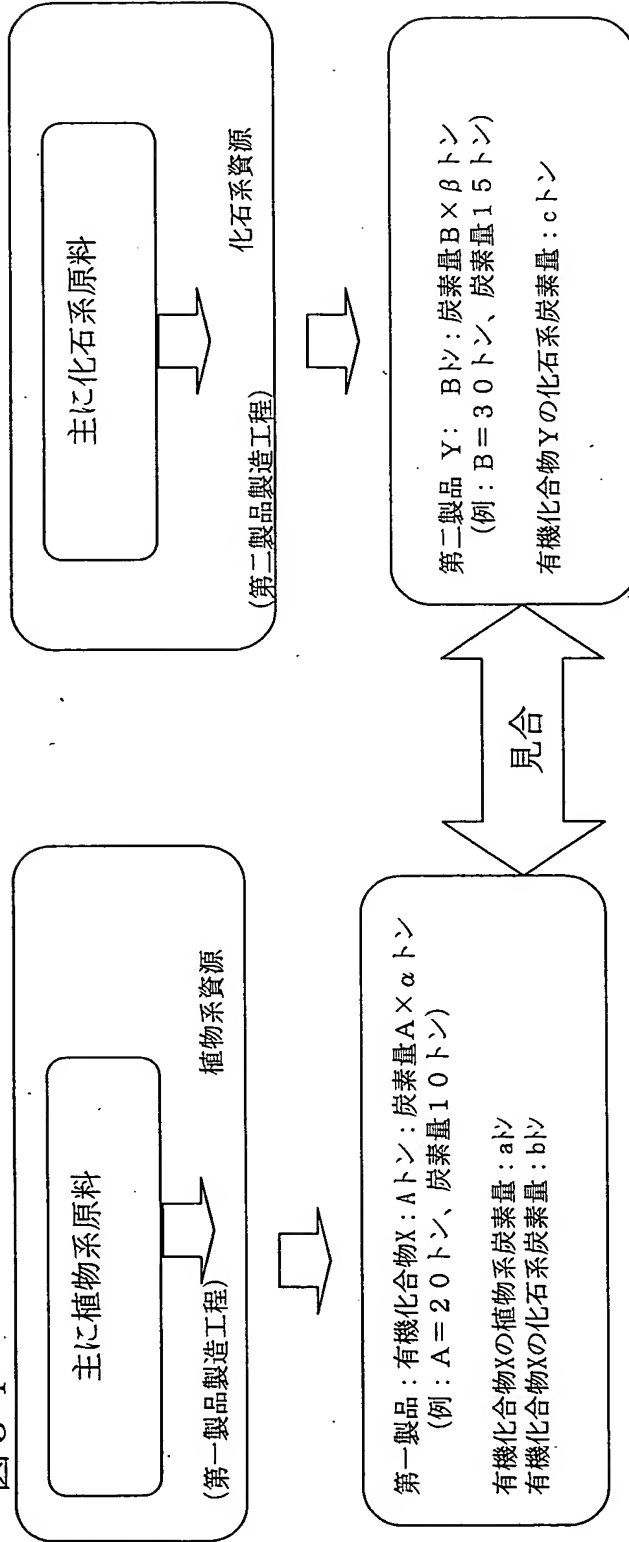 主に植物系原料
植物系資源
(第一製品製造工程)
主に化石系原料
化石系資源
(第二製品製造工程)
第一製品:有機化合物X:Aトン:炭素量A×αトン
(例:A=20トン、炭素量10トン)
有機化合物Xの植物系炭素量:aトン
有機化合物Xの化石系炭素量:bトン
見合
第二製品 Y: Bトン:炭素量B×βトン
(例:B=30トン、炭素量15トン)
有機化合物Yの化石系炭素量:cトン